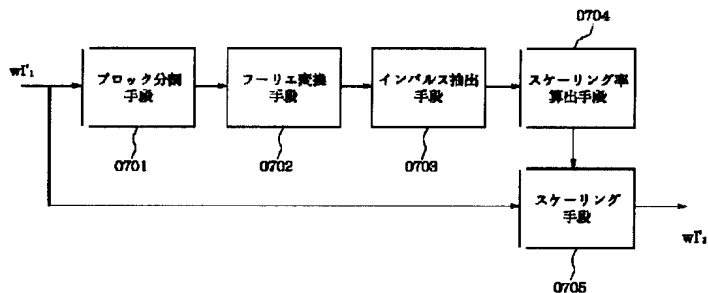 0704
wI'₁
ブロック分割
手段
フーリエ変換
手段
インパルス抽出
手段
スケーリング率
算出手段
0701
0702
0703
スケーリング
手段
wI'₂
0705